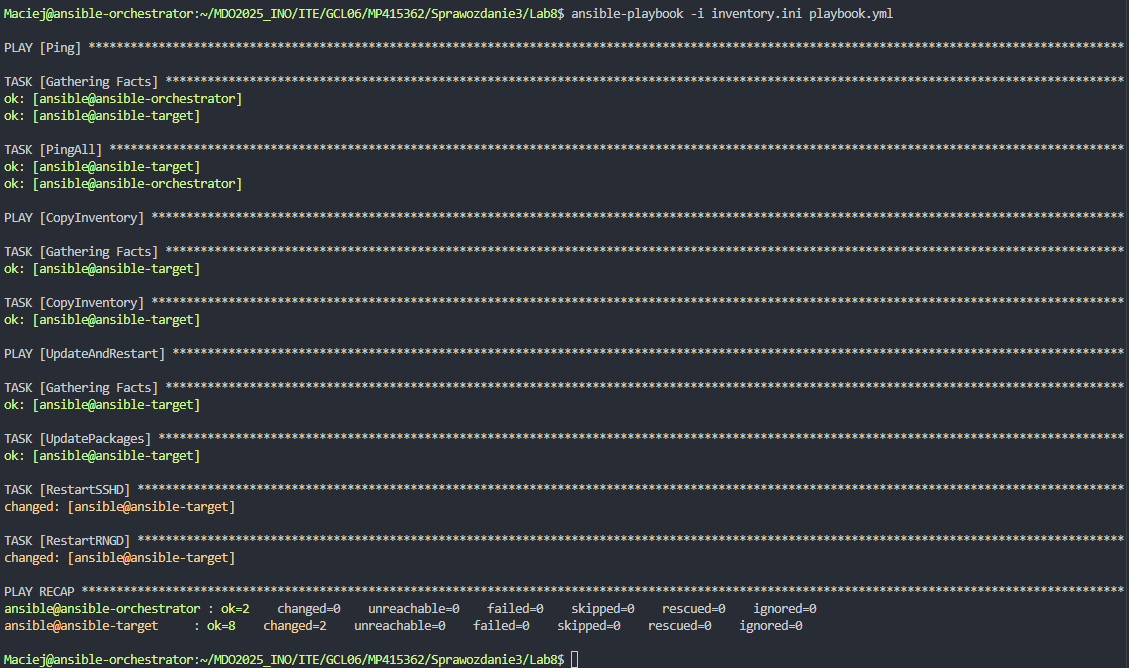 Maciej@ansible-orchestrator:~/MDO2025_INO/ITE/GCL06/MP415362/Sprawozdanie3/Lab8$ ansible-playbook -i inventory.ini playbook.yml
PLAY [Ping] ****************************************************************************************************************************************************
TASK [Gathering Facts] *****************************************************************************************************************************************
ok: [ansible@ansible-orchestrator]
ok: [ansible@ansible-target]
TASK [PingAll] *************************************************************************************************************************************************
ok: [ansible@ansible-target]
ok: [ansible@ansible-orchestrator]
PLAY [CopyInventory] *******************************************************************************************************************************************
TASK [Gathering Facts] *****************************************************************************************************************************************
ok: [ansible@ansible-target]
TASK [CopyInventory] *******************************************************************************************************************************************
ok: [ansible@ansible-target]
PLAY [UpdateAndRestart] ****************************************************************************************************************************************
TASK [Gathering Facts] *****************************************************************************************************************************************
ok: [ansible@ansible-target]
TASK [UpdatePackages] ******************************************************************************************************************************************
ok: [ansible@ansible-target]
TASK [RestartSSHD] *********************************************************************************************************************************************
changed: [ansible@ansible-target]
TASK [RestartRNGD] *********************************************************************************************************************************************
changed: [ansible@ansible-target]
PLAY RECAP *****************************************************************************************************************************************************
ansible@ansible-orchestrator : ok=2    changed=0    unreachable=0    failed=0    skipped=0    rescued=0    ignored=0
ansible@ansible-target     : ok=8    changed=2    unreachable=0    failed=0    skipped=0    rescued=0    ignored=0
Maciej@ansible-orchestrator:~/MDO2025_INO/ITE/GCL06/MP415362/Sprawozdanie3/Lab8$